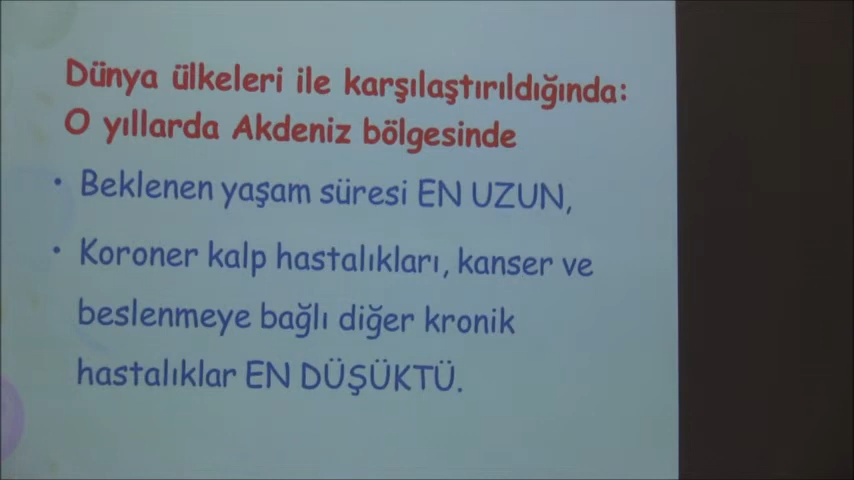 Dünya ülkeleri ile karşılaştırıldığında:
O yıllarda Akdeniz bölgesinde
• Beklenen yaşam süresi EN UZUN,
• Koroner kalp hastalıkları, kanser ve
beslenmeye bağlı diğer kronik
hastalıklar EN DÜŞÜKTÜ.